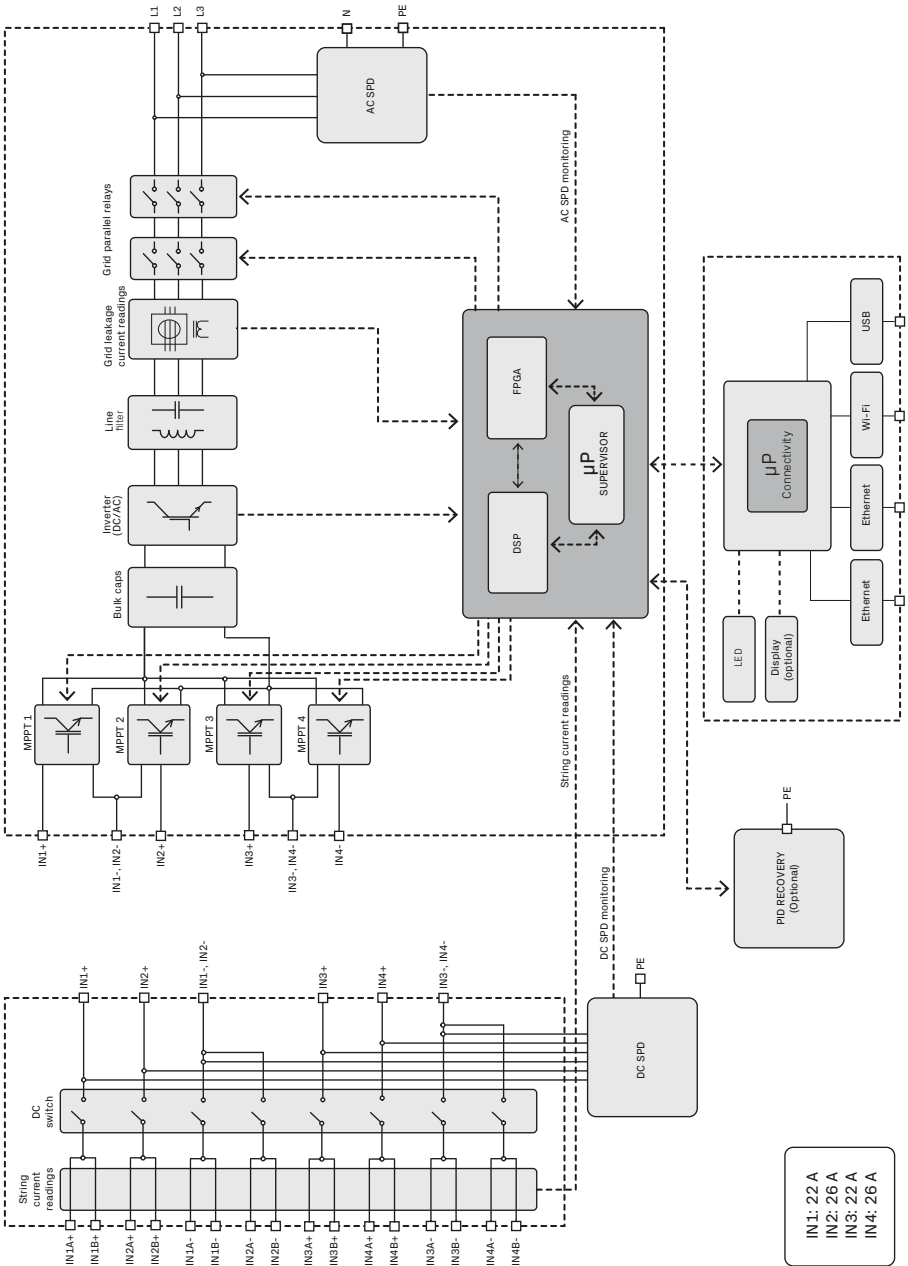 String
current
readings
DC
switch
IN1A+
IN1B+
IN2A+
IN2B+
IN1A-
IN1B-
IN2A-
IN2B-
IN3A+
IN3B+
IN4A+
IN4B+
IN3A-
IN3B-
IN4A-
IN4B-
IN1+
IN2+
IN1-, IN2-
IN3+
IN4+
IN3-, IN4-
DC SPD
PE
DC SPD monitoring
String current readings
IN1+
IN1-, IN2-
IN2+
IN3+
IN3-, IN4-
IN4-
MPPT 1
MPPT 2
MPPT 3
MPPT 4
Bulk caps
Inverter
(DC/AC)
Line
filter
Grid leakage
current readings
Grid parallel relays
L1
L2
L3
N
PE
AC SPD
AC SPD monitoring
DSP
FPGA
µP
SUPERVISOR
PID RECOVERY
(Optional)
PE
LED
Display
(optional)
µP
Connectivity
Ethernet
Ethernet
Wi-Fi
USB
IN1: 22 A
IN2: 26 A
IN3: 22 A
IN4: 26 A